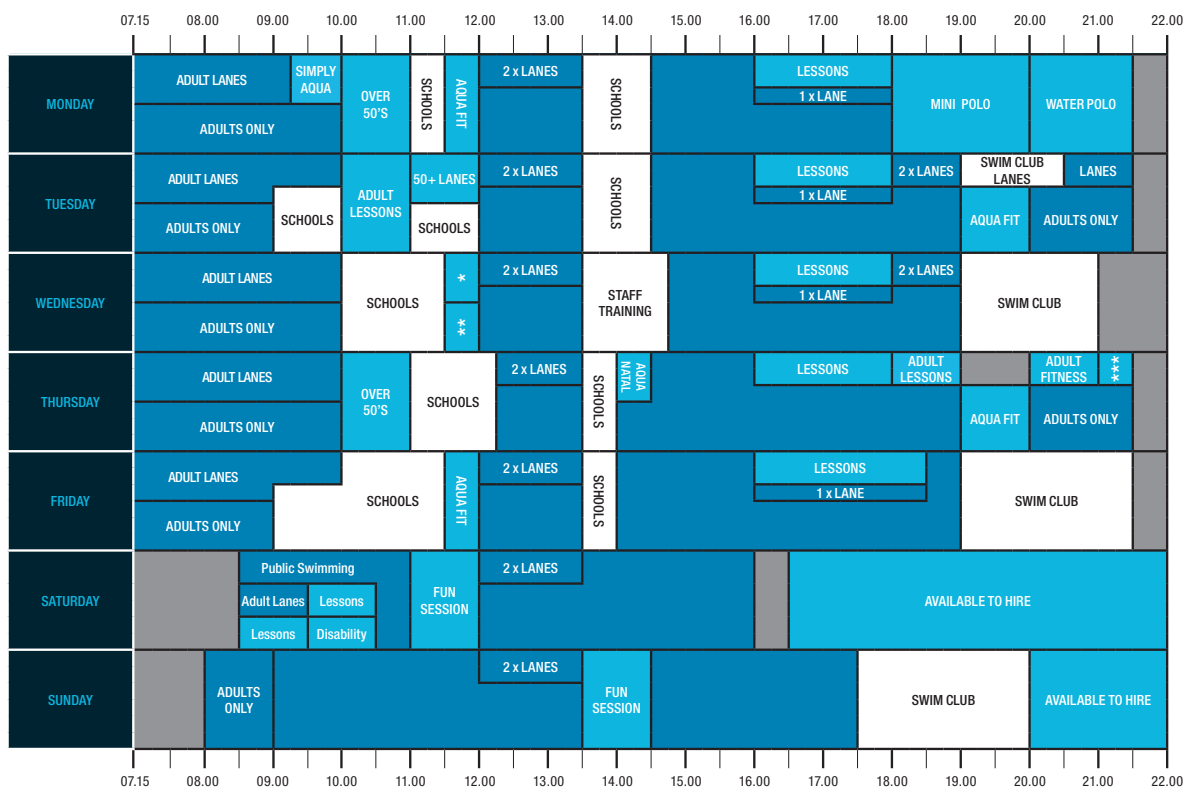 07.15 08.00 09.00 10.00 11.00 12.00 13.00 14.00 15.00 16.00 17.00 18.00 19.00 20.00 21.00 22.00
MONDAY
ADULT LANES
ADULTS ONLY
SIMPLY
AQUA
OVER
50'S
SCHOOLS
AQUA FIT
2 x LANES
SCHOOLS
LESSONS
1 x LANE
MINI POLO
WATER POLO
TUESDAY
ADULT LANES
ADULTS ONLY
SCHOOLS
ADULT
LESSONS
50+ LANES
SCHOOLS
2 x LANES
SCHOOLS
LESSONS
1 x LANE
2 x LANES
SWIM CLUB
LANES
LANES
AQUA FIT
ADULTS ONLY
WEDNESDAY
ADULT LANES
ADULTS ONLY
SCHOOLS
*
**
2 x LANES
STAFF
TRAINING
LESSONS
1 x LANE
2 x LANES
SWIM CLUB
THURSDAY
ADULT LANES
ADULTS ONLY
OVER
50'S
SCHOOLS
2 x LANES
SCHOOLS
AQUA
NATAL
LESSONS
ADULT
LESSONS
ADULT
FITNESS
***
AQUA FIT
ADULTS ONLY
FRIDAY
ADULT LANES
ADULTS ONLY
SCHOOLS
AQUA FIT
2 x LANES
SCHOOLS
LESSONS
1 x LANE
SWIM CLUB
SATURDAY
Public Swimming
Adult Lanes
Lessons
Lessons
Disability
FUN
SESSION
2 x LANES
AVAILABLE TO HIRE
SUNDAY
ADULTS
ONLY
2 x LANES
FUN
SESSION
SWIM CLUB
AVAILABLE TO HIRE
07.15 08.00 09.00 10.00 11.00 12.00 13.00 14.00 15.00 16.00 17.00 18.00 19.00 20.00 21.00 22.00